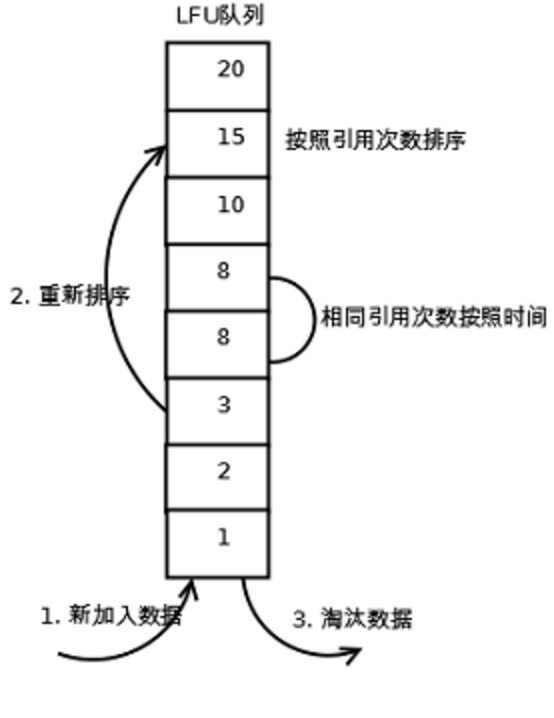 LFU队列
20
15
按照引用次数排序
10
8
2. 重新排序
相同引用次数按照时间
8
3
2
1
1. 新加入数据
3. 淘汰数据